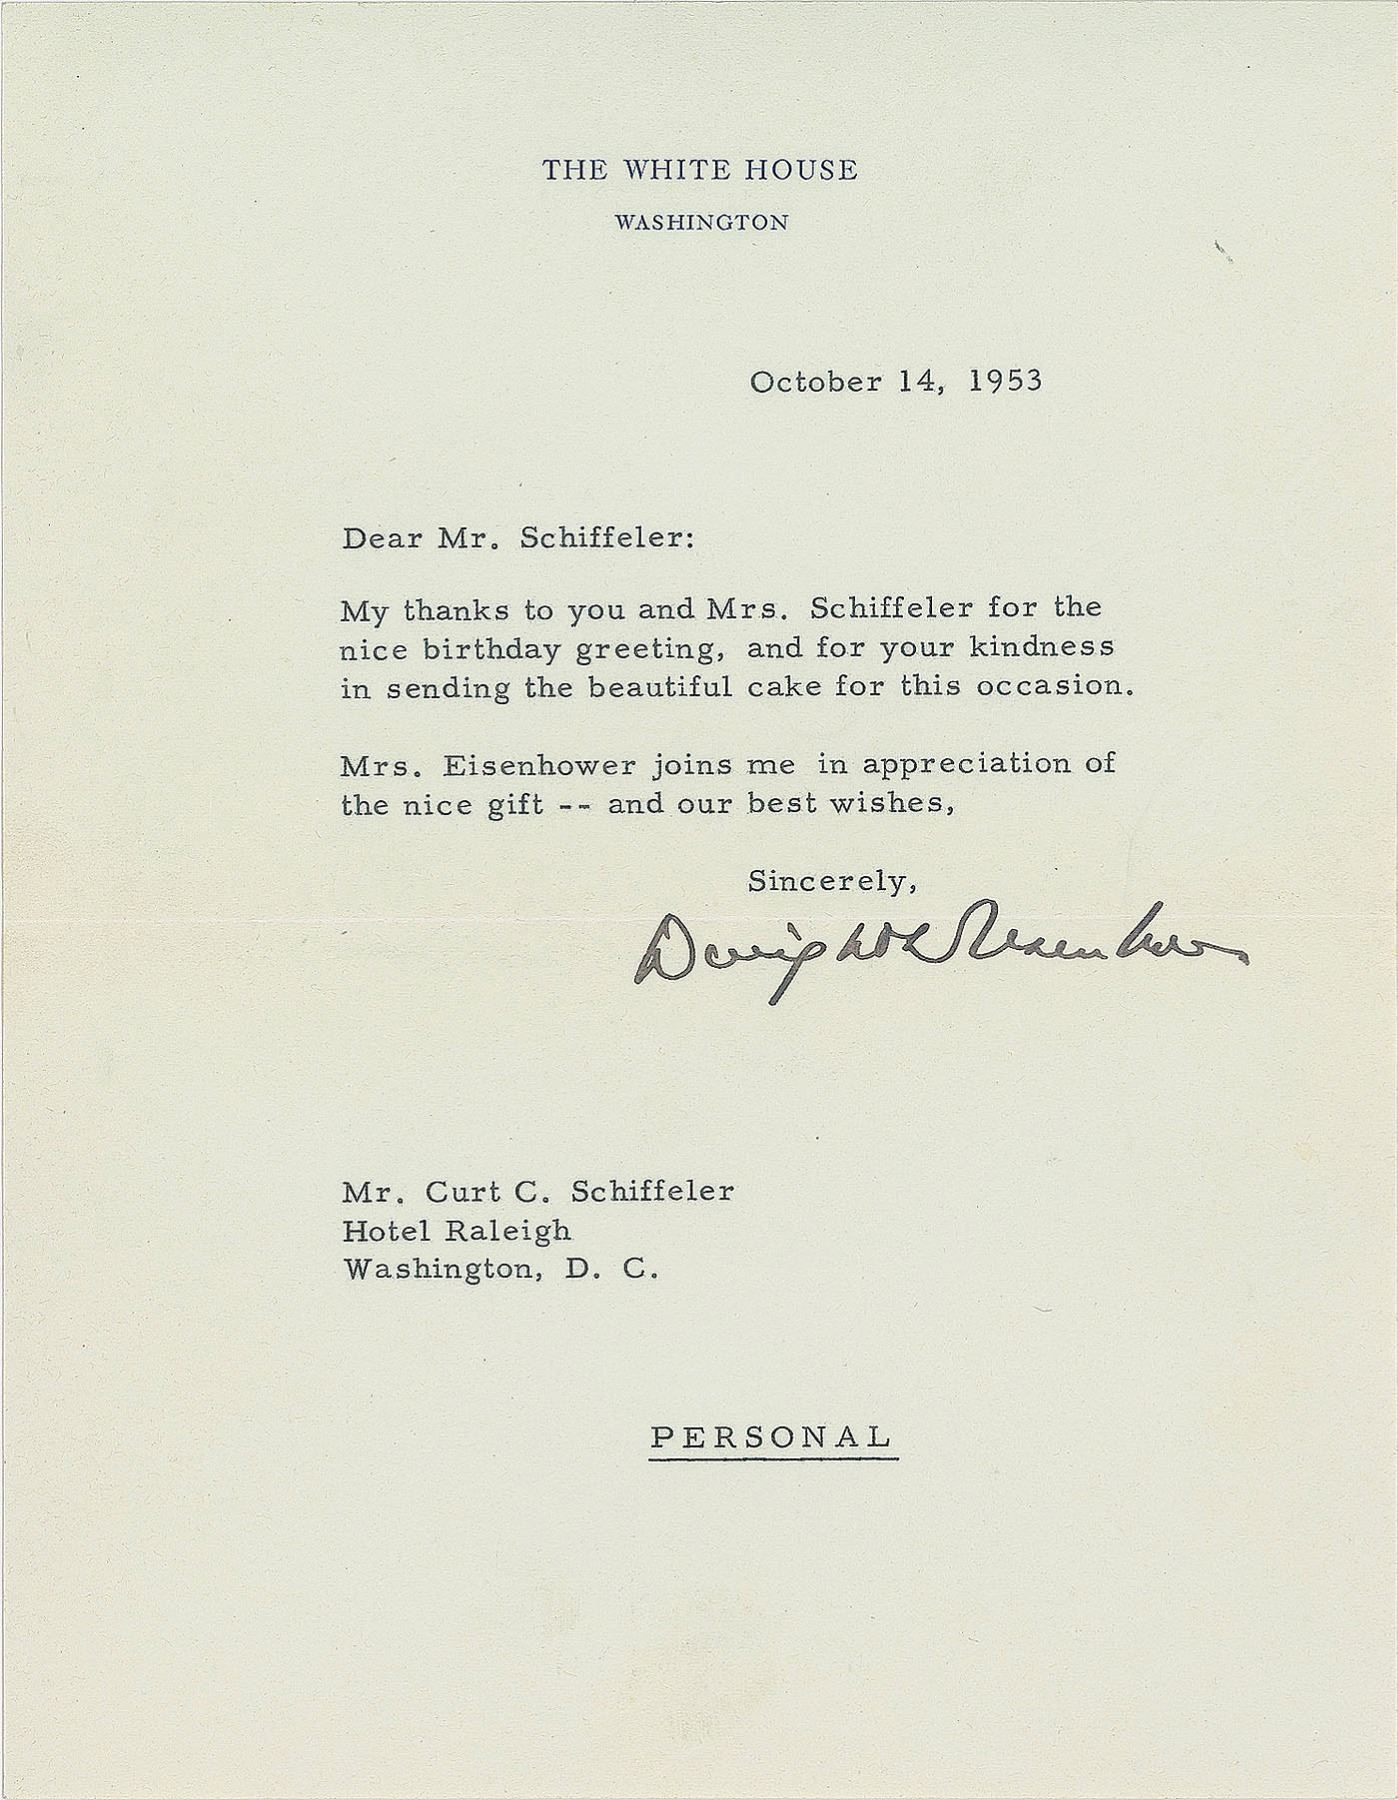 THE WHITE HOUSE
WASHINGTON
October 14, 1953
Dear Mr. Schiffeler:
My thanks to you and Mrs. Schiffeler for the
nice birthday greeting, and for your kindness
in sending the beautiful cake for this occasion.
Mrs. Eisenhower joins me in appreciation of
the nice gift -- and our best wishes,
Sincerely,
Dwight D Eisenhower
Mr. Curt C. Schiffeler
Hotel Raleigh
Washington, D. C.
PERSONAL